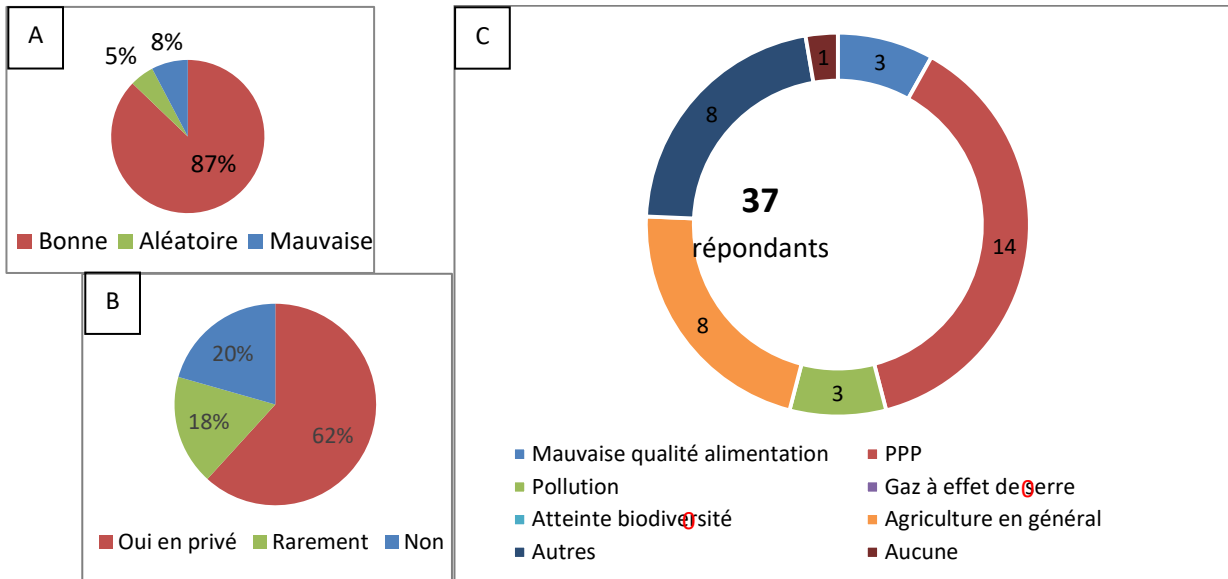 A
5%
8%
87%
Bonne Aléatoire Mauvaise
B
20%
18%
62%
Oui en privé Rarement Non
C
1
3
8
14
8
3
37
répondants
Mauvaise qualité alimentation
PPP
Pollution
Gaz à effet de serre
0
Atteinte biodiversité
0
Agriculture en général
Autres
Aucune